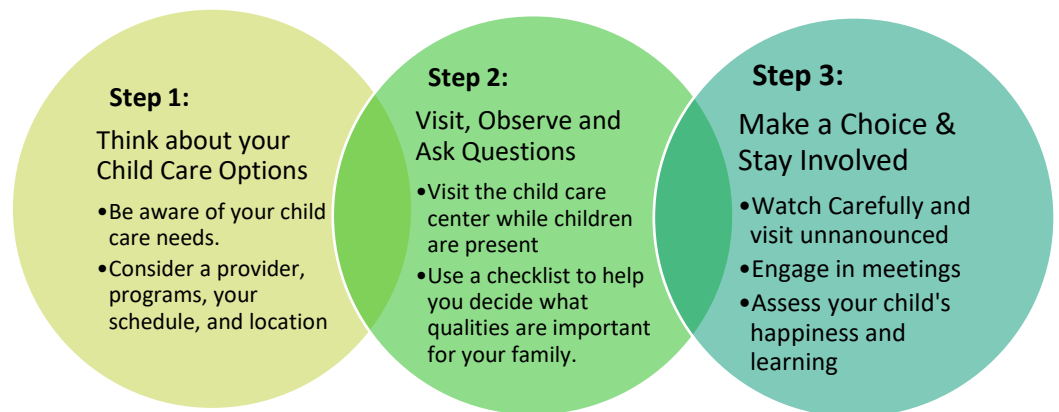 Step 1:
Think about your
Child Care Options
•Be aware of your child
care needs.
•Consider a provider,
programs, your
schedule, and location
Step 2:
Visit, Observe and
Ask Questions
•Visit the child care
center while children
are present
•Use a checklist to help
you decide what
qualities are important
for your family.
Step 3:
Make a Choice &
Stay Involved
•Watch Carefully and
visit unnanounced
•Engage in meetings
•Assess your child's
happiness and
learning